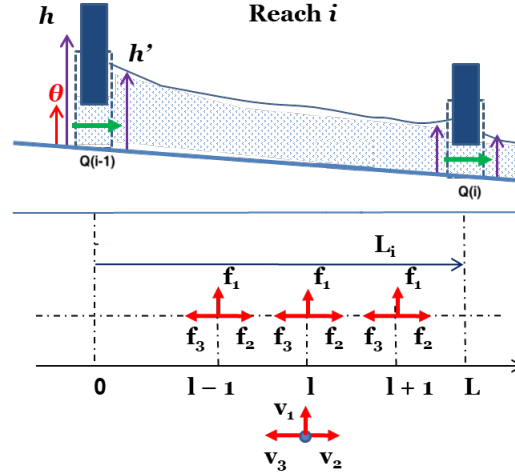 Reach i
h
h’
θ
Q(i-1)
Q(i)
Lᵢ
f₁ f₁ f₁
f₃ f₂ f₃ f₂ f₃ f₂
0 l – 1 l l + 1 L
v₁
v₃ v₂